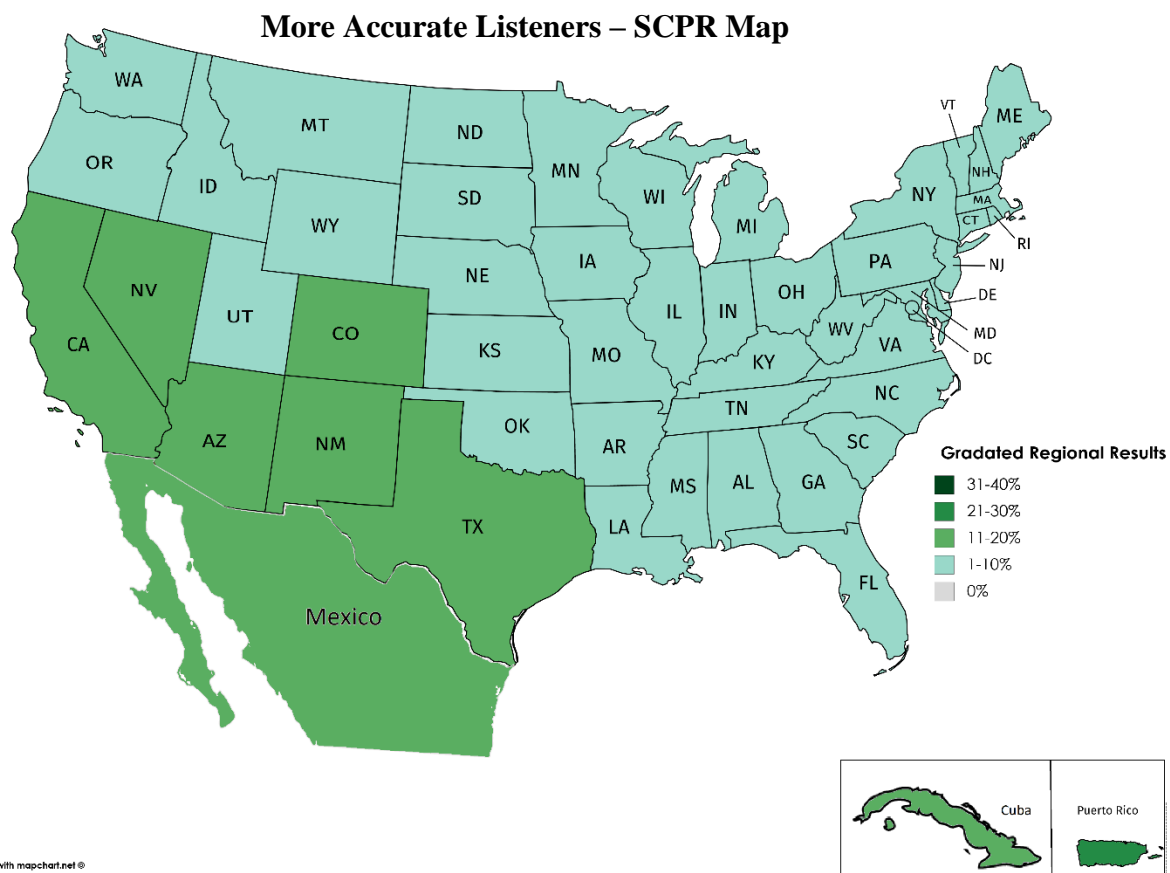 More Accurate Listeners – SCPR Map
WA
MT
ND
MN
VT
ME
OR
ID
SD
WI
NH
NY
MA
WY
MI
CT
RI
IA
PA
NJ
NE
NV
OH
DE
UT
IL
IN
CO
WV
MD
CA
KS
MO
VA
DC
KY
NC
TN
OK
AZ
NM
AR
SC
MS
AL
GA
TX
LA
FL
Mexico
Gradated Regional Results
31-40%
21-30%
11-20%
1-10%
0%
Cuba
Puerto Rico
with mapchart.net ©